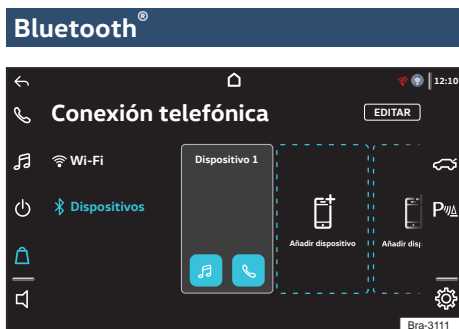 Bluetooth®
12:10
Conexión telefónica
EDITAR
Wi-Fi
Dispositivo 1
Dispositivos
Añadir dispositivo
Añadir disp
P
Bra-3111